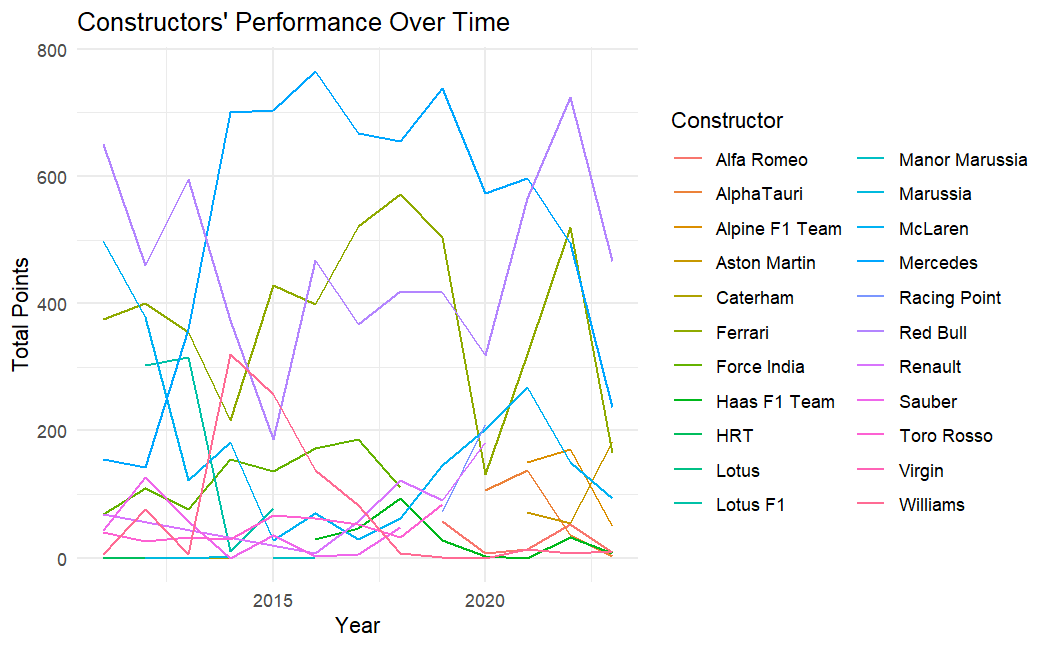 Constructors' Performance Over Time
800
600
400
200
0
Total Points
2015
2020
Year
Constructor
Alfa Romeo
AlphaTauri
Alpine F1 Team
Aston Martin
Caterham
Ferrari
Force India
Haas F1 Team
HRT
Lotus
Lotus F1
Manor Marussia
Marussia
McLaren
Mercedes
Racing Point
Red Bull
Renault
Sauber
Toro Rosso
Virgin
Williams